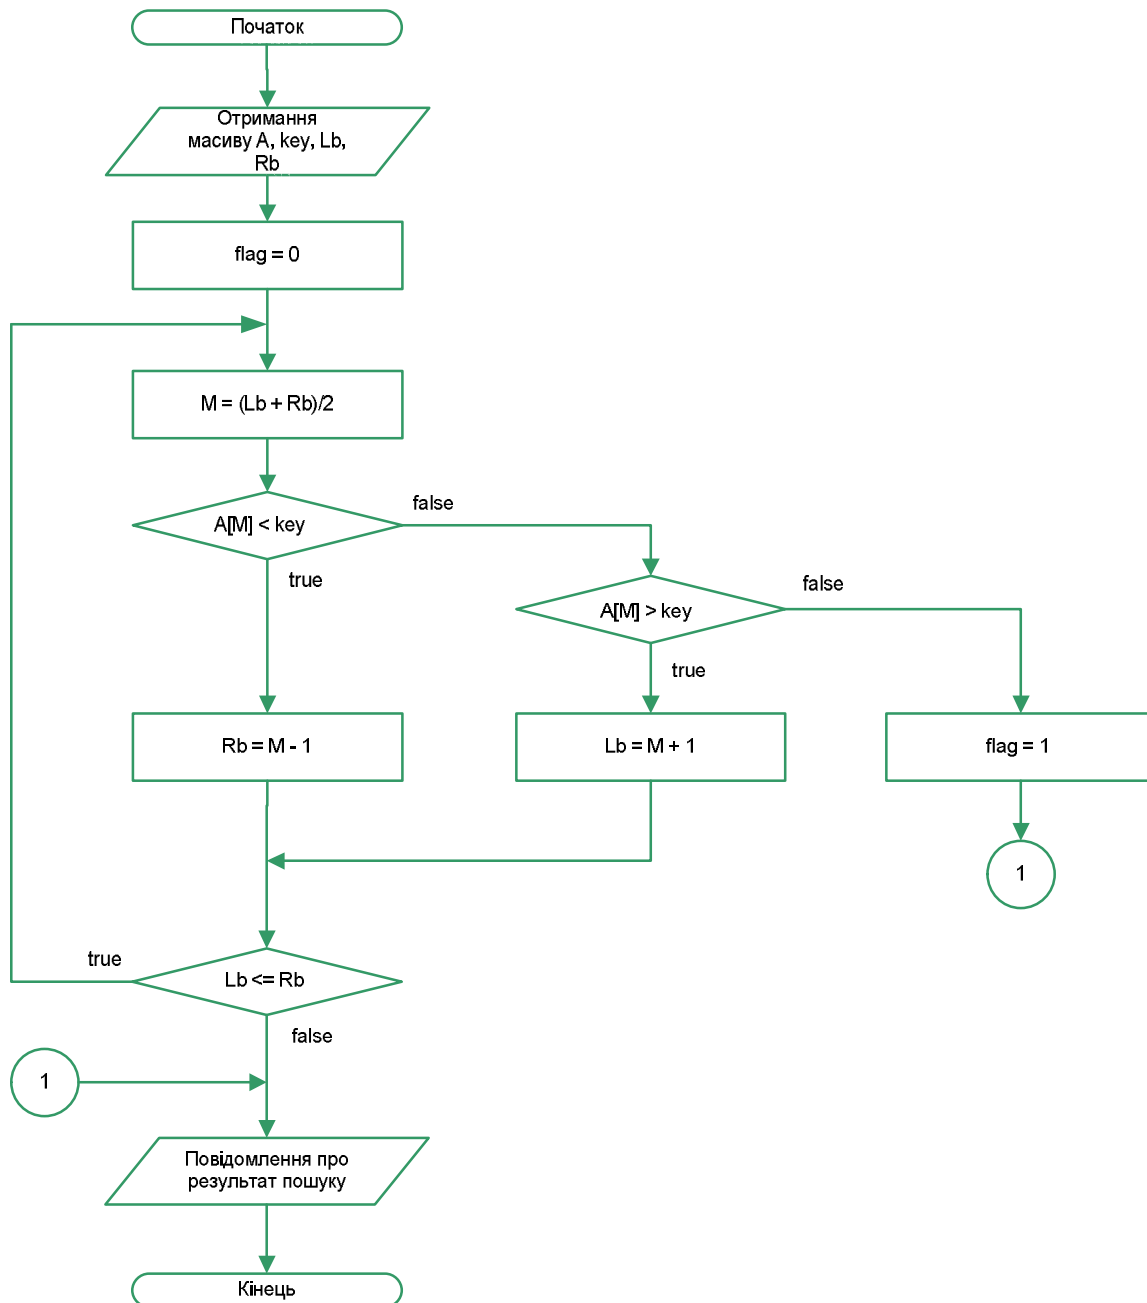 Початок
Отримання
масиву A, key, Lb,
Rb
flag = 0
M = (Lb + Rb)/2
A[M] < key
false
true
A[M] > key
false
true
Rb = M - 1
Lb = M + 1
flag = 1
1
Lb <= Rb
true
false
1
Повідомлення про
результат пошуку
Кінець